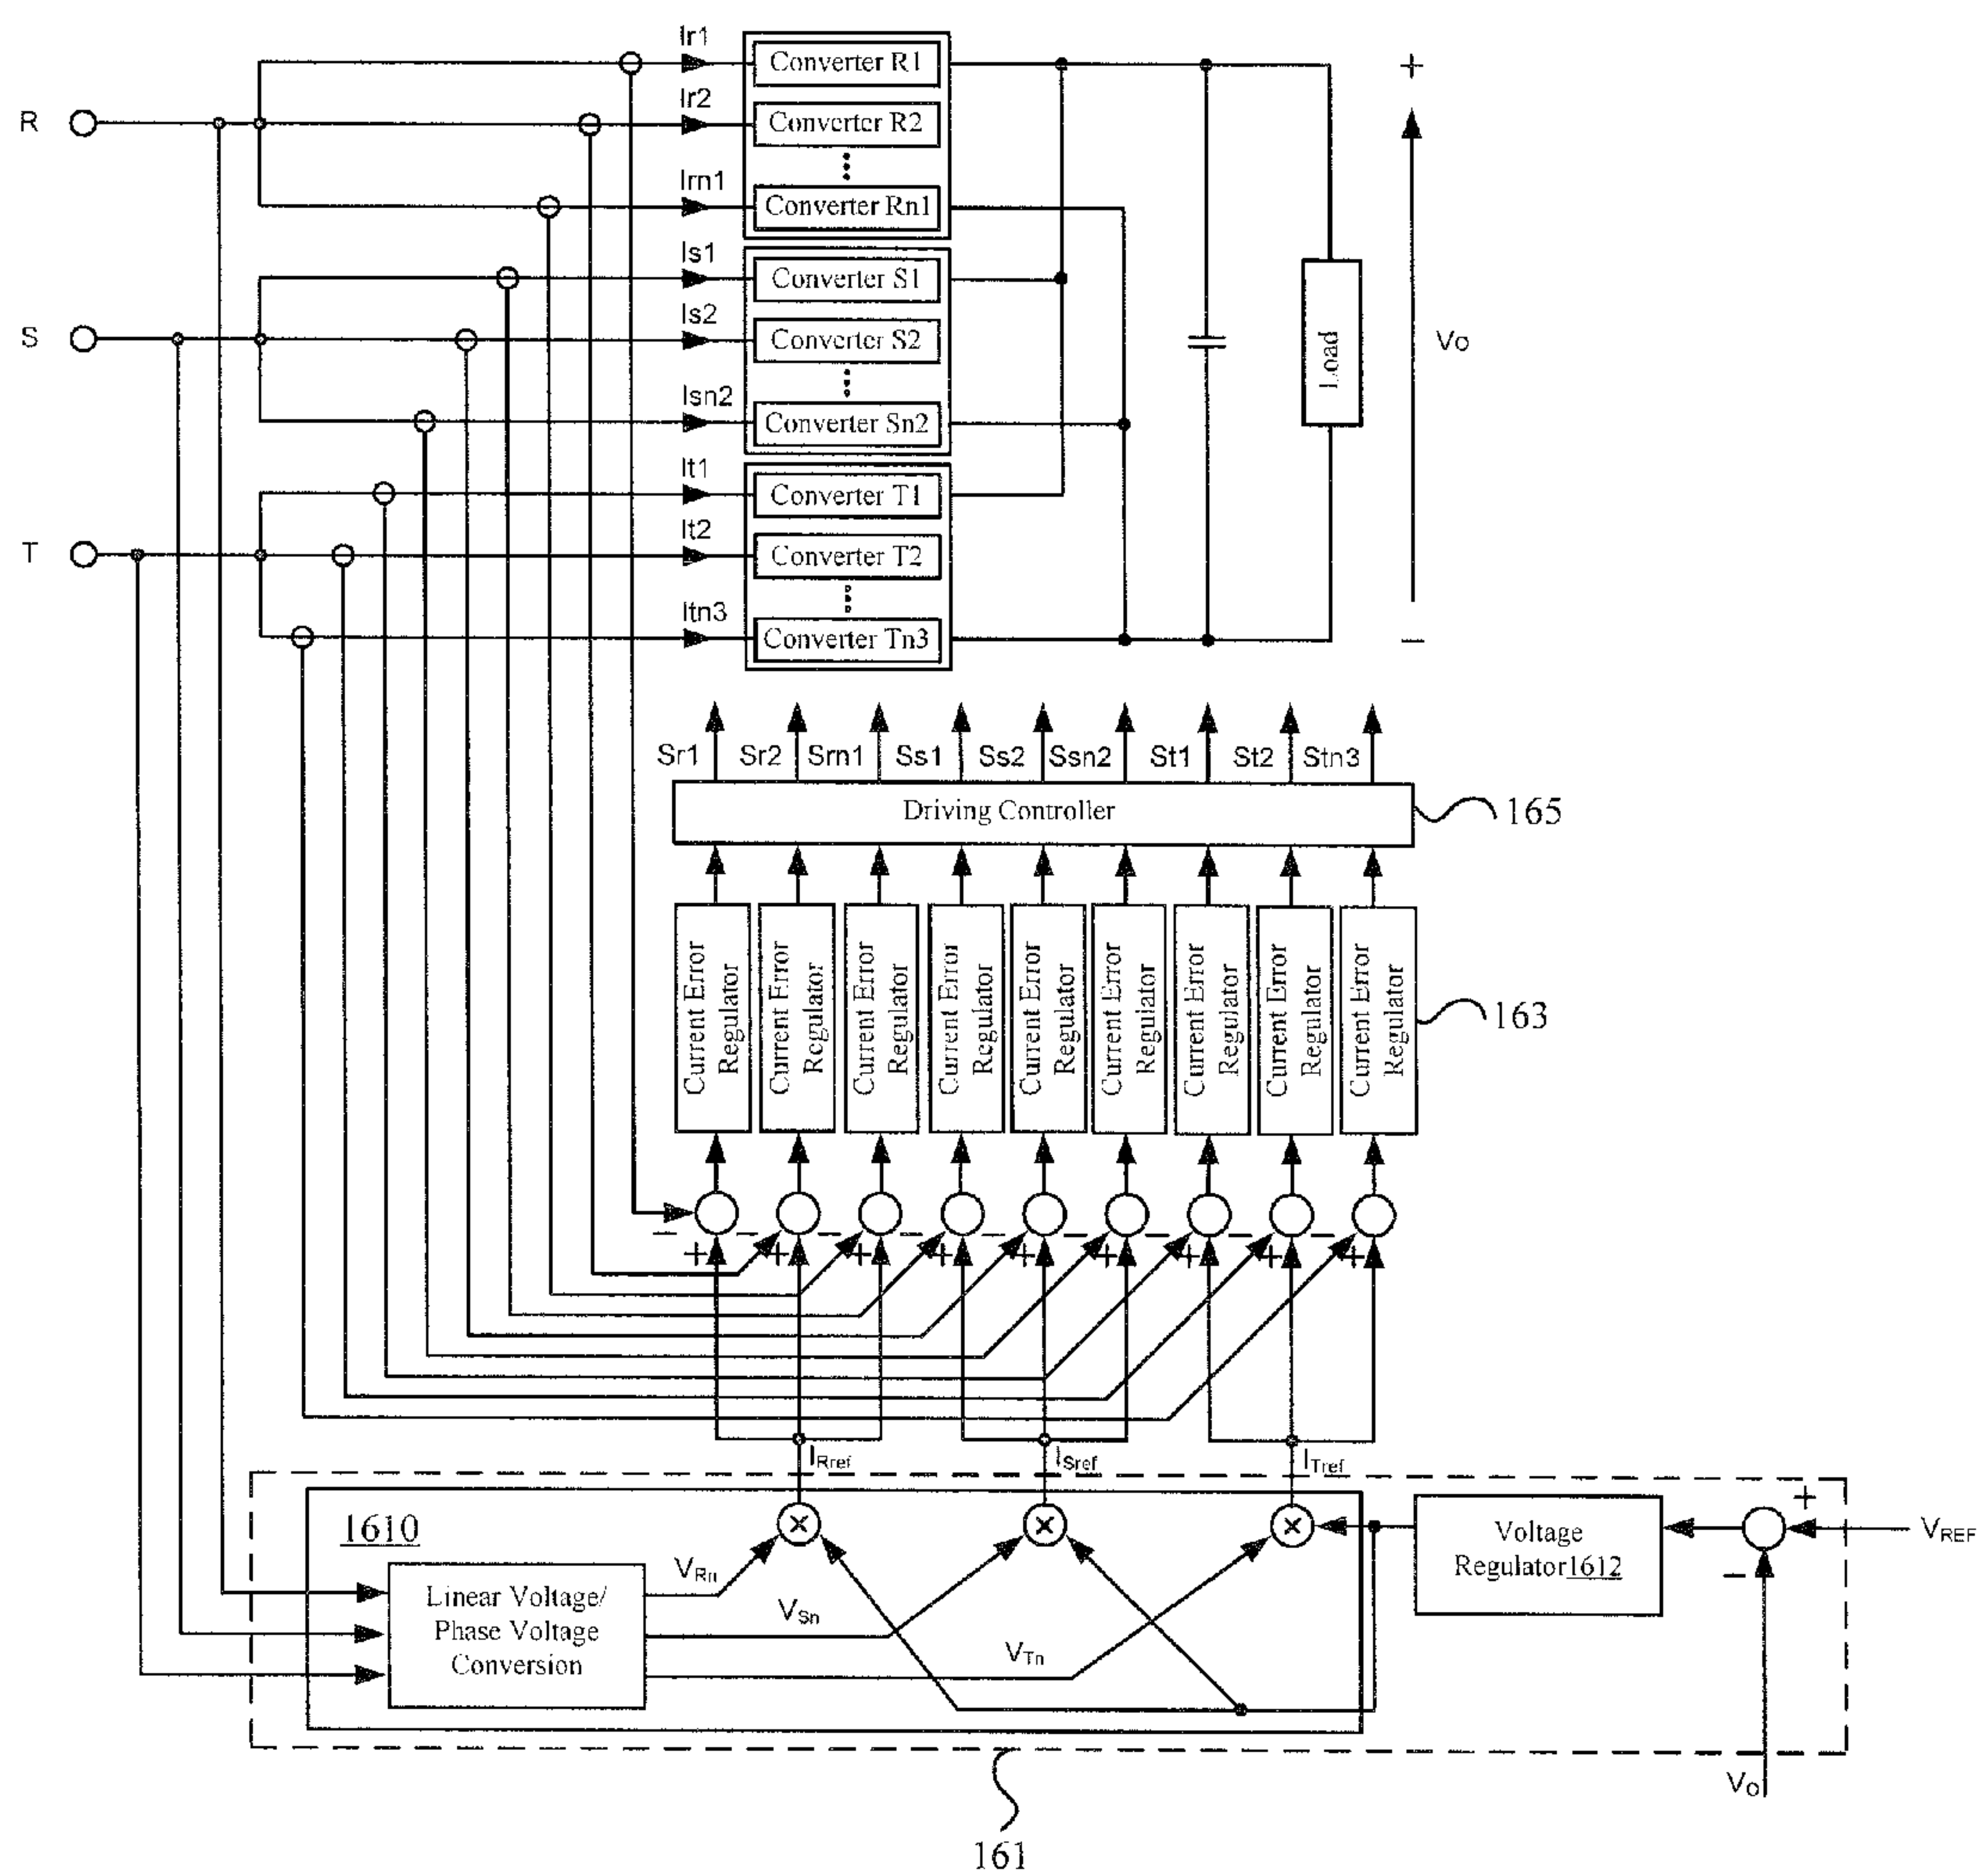 Ir1
Converter R1
+
R
Ir2
Converter R2
Irn1
Converter Rn1
Is1
Converter S1
S
Is2
Converter S2
Load
Vo
Isn2
Converter Sn2
It1
Converter T1
T
It2
Converter T2
Itn3
Converter Tn3
−
Sr1 Sr2 Srn1 Ss1 Ss2 Ssn2 St1 St2 Stn3
Driving Controller
165
Current Error
Regulator
Current Error
Regulator
Current Error
Regulator
Current Error
Regulator
Current Error
Regulator
Current Error
Regulator
Current Error
Regulator
Current Error
Regulator
Current Error
Regulator
163
− − − − − − − − −
+ + + + + + + + +
IRref
ISref
ITref
1610
Linear Voltage/
Phase Voltage
Conversion
VRn
VSn
VTn
Voltage
Regulator1612
+
−
VREF
Vo
161